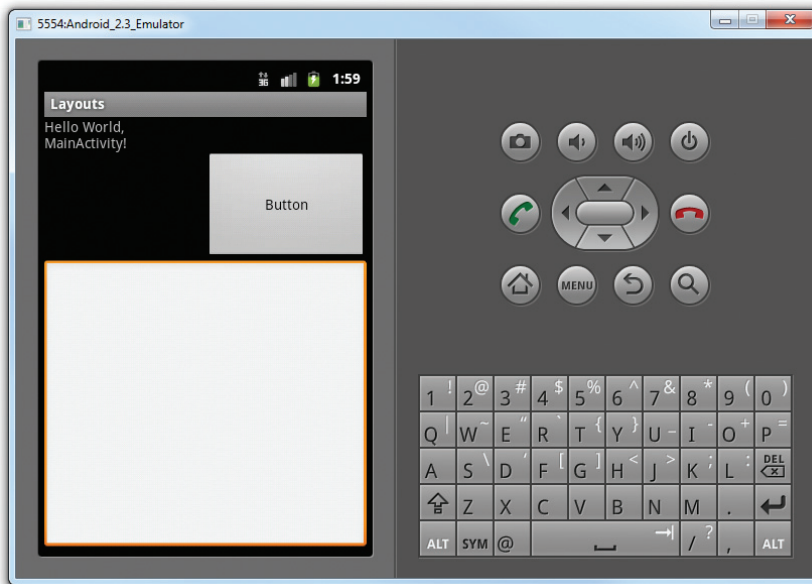 5554:Android_2.3_Emulator
3G 1:59
Layouts
Hello World,
MainActivity!
Button
MENU
1 ! 2 @ 3 # 4 $ 5 % 6 ^ 7 & 8 * 9 ( 0 )
Q | W ~ E " R ` T { Y } U _ I - O + P =
A S \ D ' F [ G ] H < J > K ; L : DEL
Z X C V B N M .
ALT SYM @ / ? , ALT